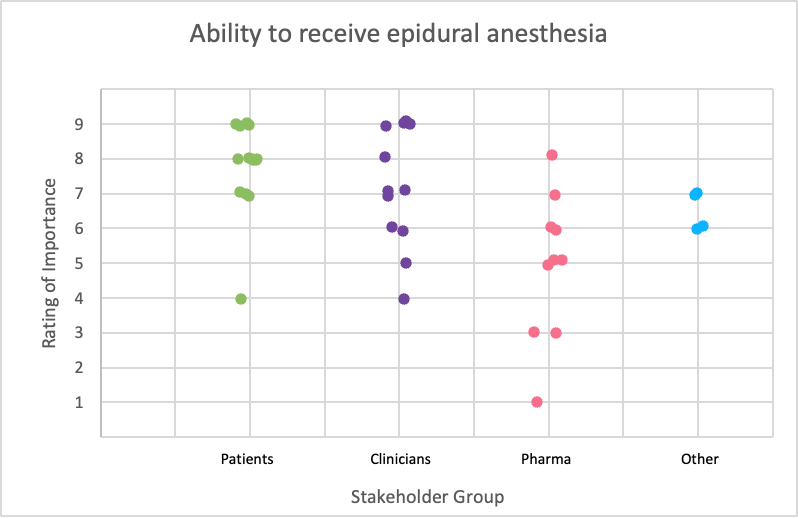 Ability to receive epidural anesthesia
Rating of Importance
9
8
7
6
5
4
3
2
1
Patients Clinicians Pharma Other
Stakeholder Group